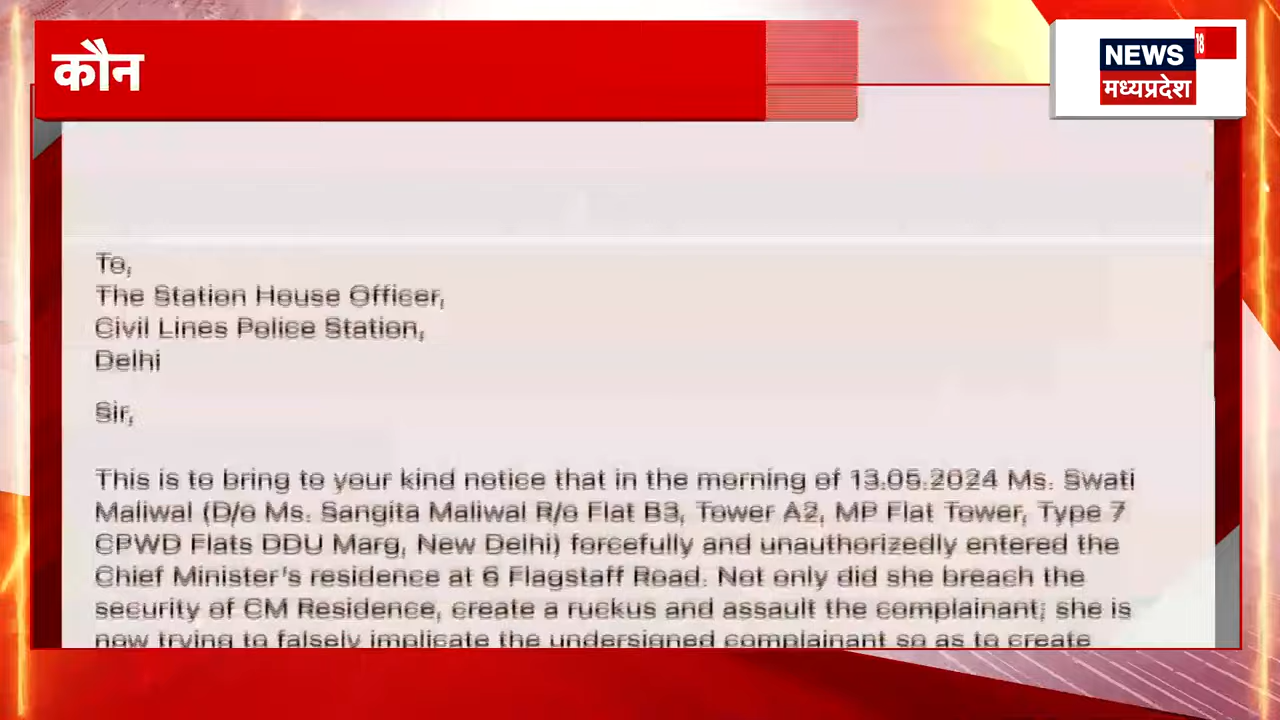 कौन
NEWS 18
मध्यप्रदेश
To,
The Station House Officer,
Civil Lines Police Station,
Delhi
Sir,
This is to bring to your kind notice that in the morning of 13.05.2024 Ms. Swati
Maliwal (D/o Ms. Sangita Maliwal R/o Flat B3, Tower A2, MP Flat Tower, Type 7
CPWD Flats DDU Marg, New Delhi) forcefully and unauthorizedly entered the
Chief Minister's residence at 6 Flagstaff Road. Not only did she breach the
security of CM Residence, create a ruckus and assault the complainant; she is
now trying to falsely implicate the undersigned complainant so as to create